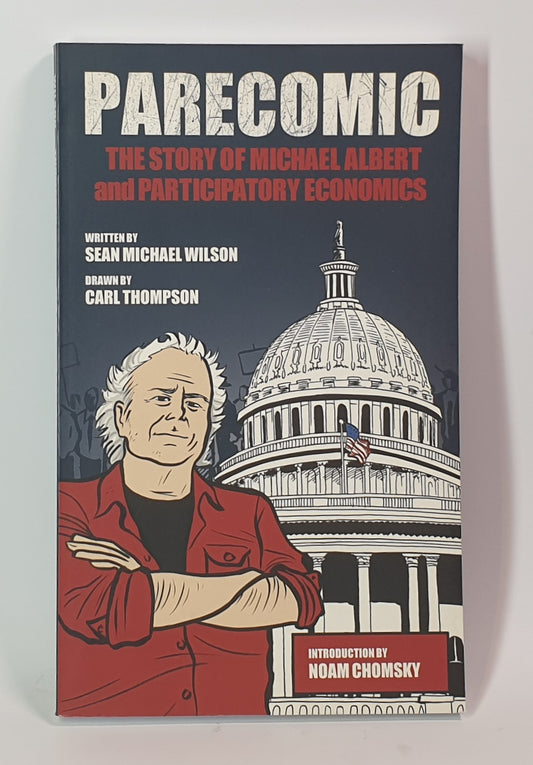 PARECOMIC
THE STORY OF MICHAEL ALBERT
and PARTICIPATORY ECONOMICS
WRITTEN BY
SEAN MICHAEL WILSON
DRAWN BY
CARL THOMPSON
INTRODUCTION BY
NOAM CHOMSKY